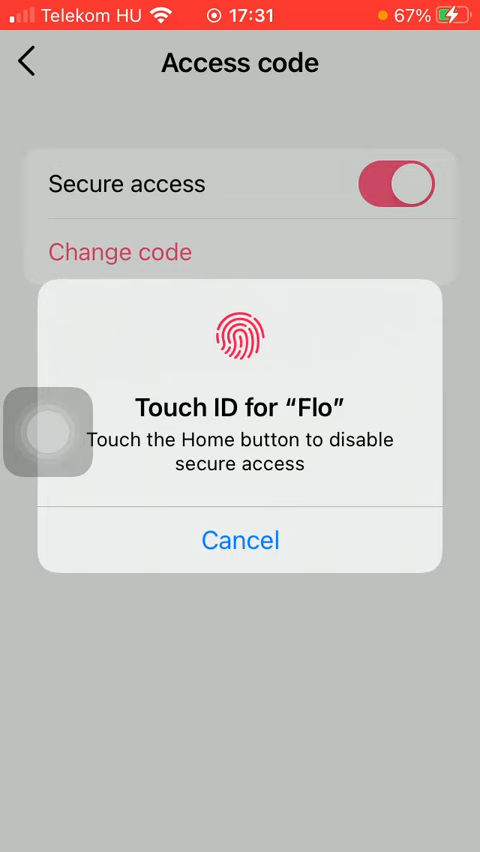 Telekom HU 17:31 67%
Access code
Secure access
Change code
Touch ID for “Flo”
Touch the Home button to disable
secure access
Cancel